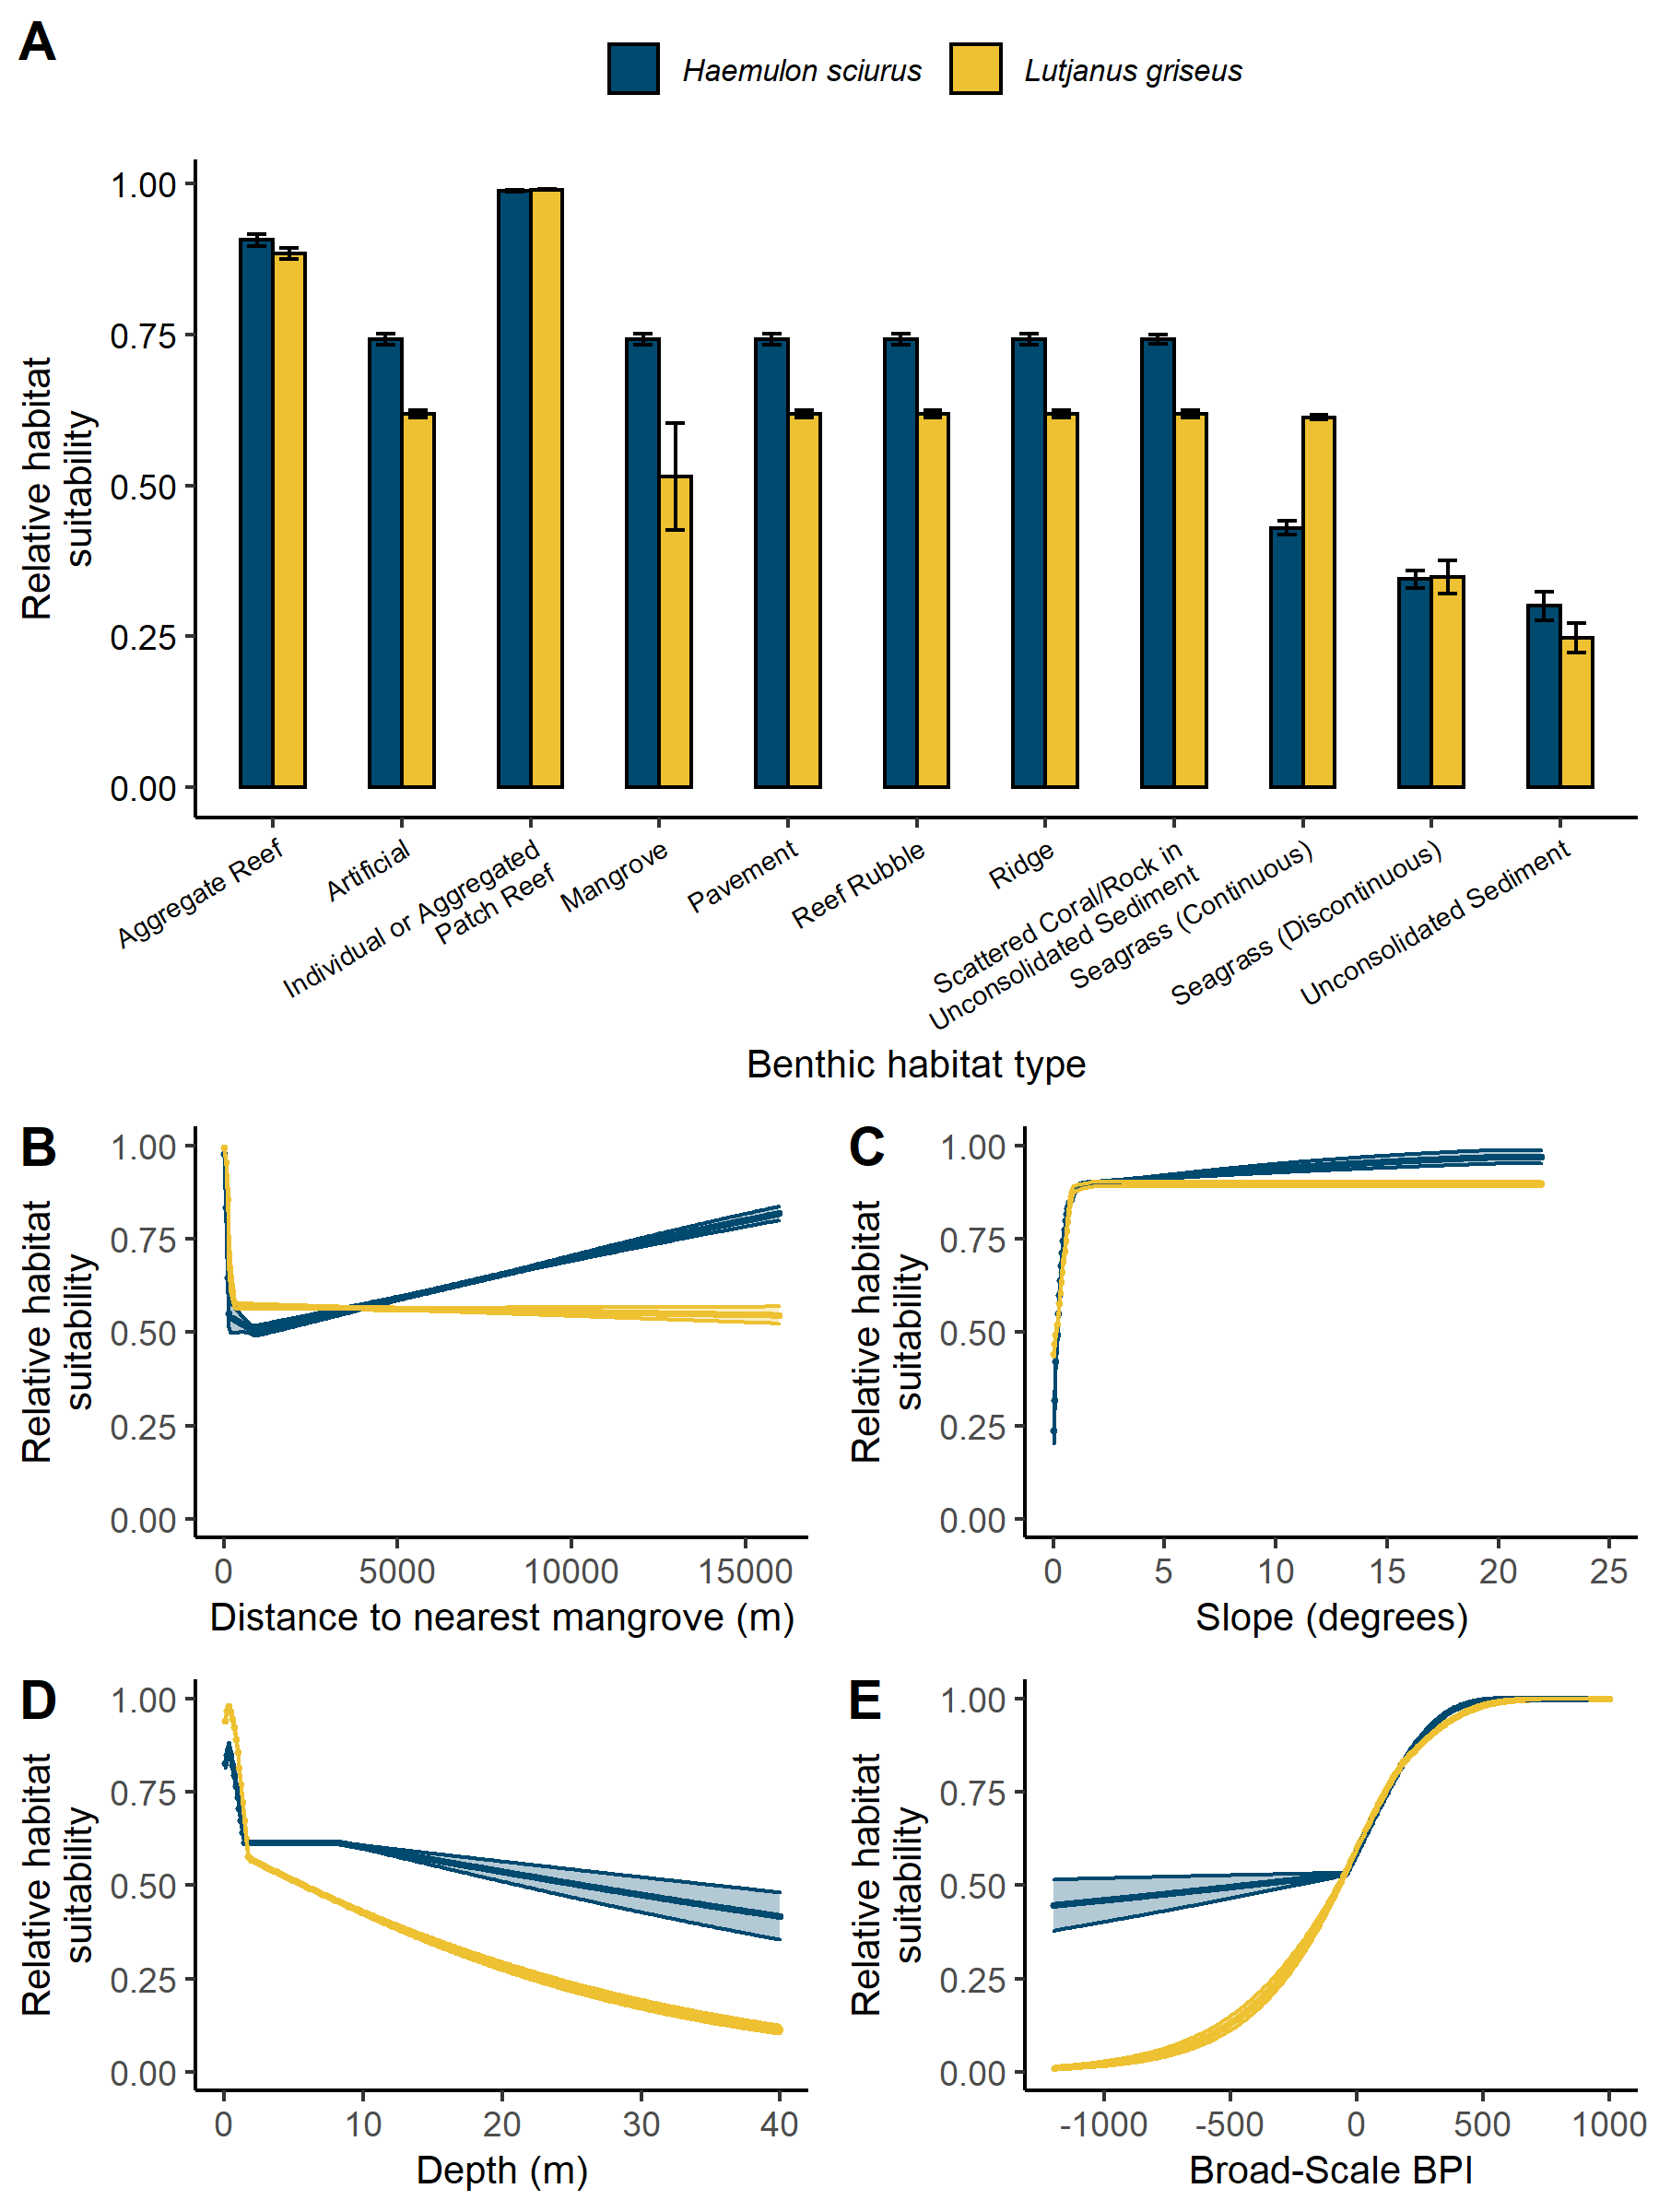 A
Haemulon sciurus
Lutjanus griseus
1.00
0.75
0.50
0.25
0.00
Relative habitat
suitability
Aggregate Reef
Artificial
Individual or Aggregated
Patch Reef
Mangrove
Pavement
Reef Rubble
Ridge
Scattered Coral/Rock in
Unconsolidated Sediment
Seagrass (Continuous)
Seagrass (Discontinuous)
Unconsolidated Sediment
Benthic habitat type
B
1.00
0.75
0.50
0.25
0.00
Relative habitat
suitability
0 5000 10000 15000
Distance to nearest mangrove (m)
C
1.00
0.75
0.50
0.25
0.00
Relative habitat
suitability
0 5 10 15 20 25
Slope (degrees)
D
1.00
0.75
0.50
0.25
0.00
Relative habitat
suitability
0 10 20 30 40
Depth (m)
E
1.00
0.75
0.50
0.25
0.00
Relative habitat
suitability
-1000 -500 0 500 1000
Broad-Scale BPI